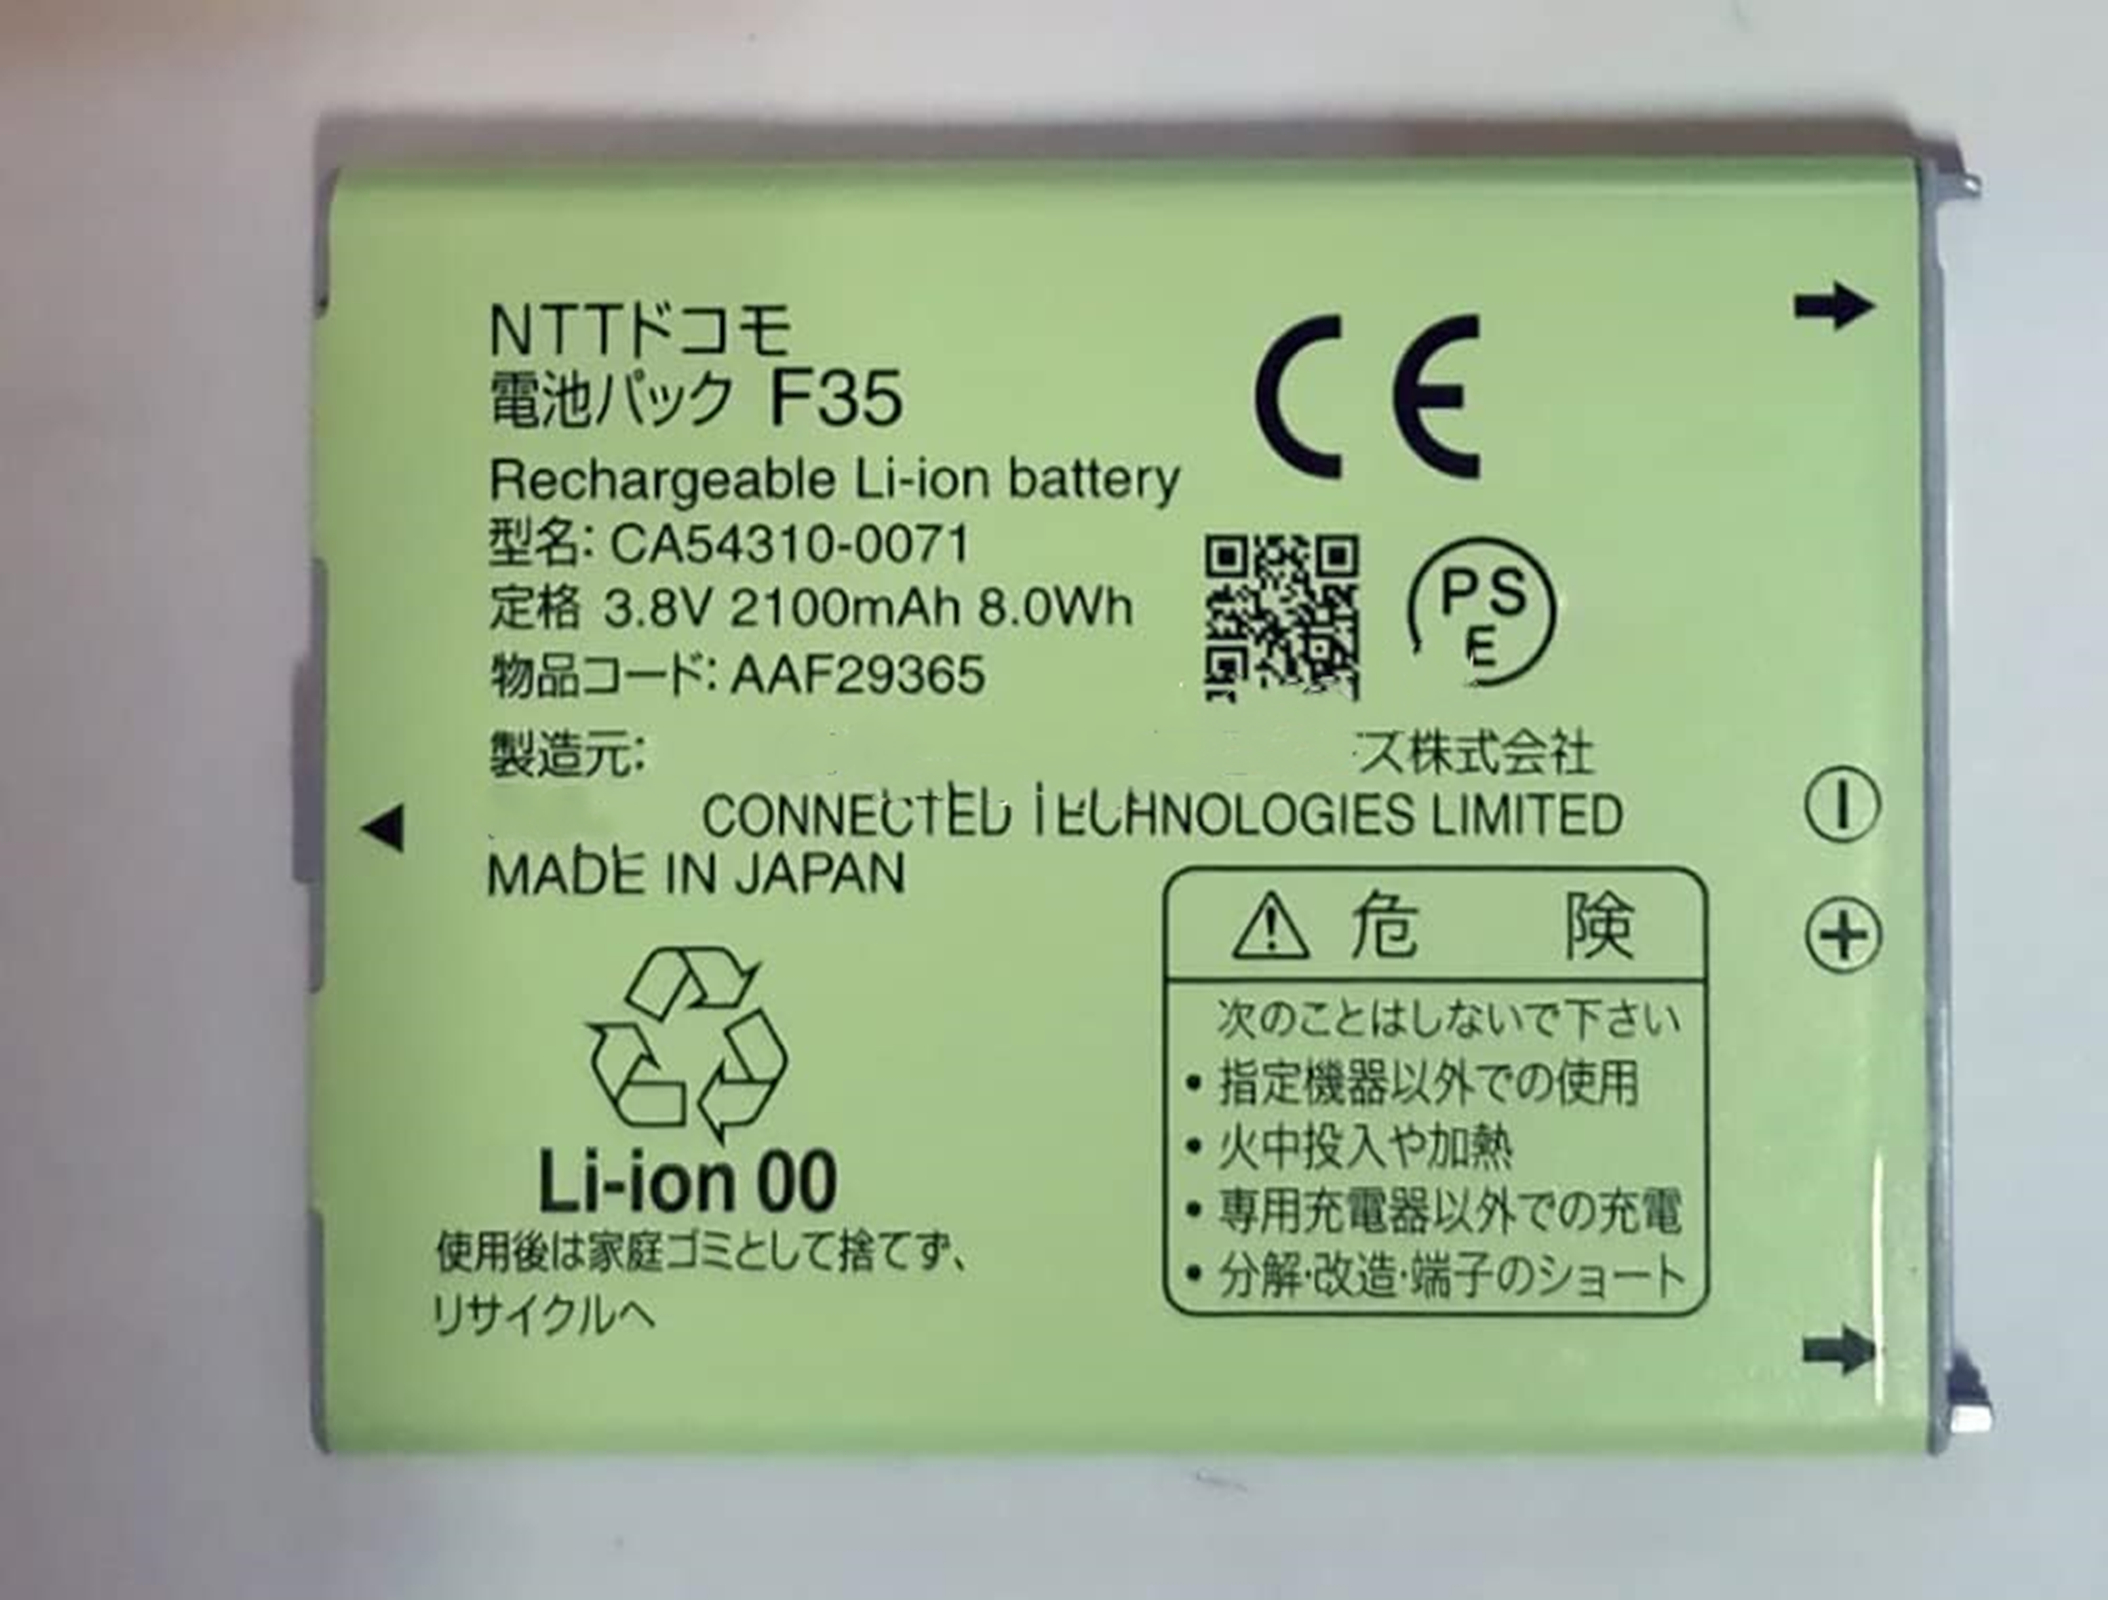 NTTドコモ
電池パック F35
Rechargeable Li-ion battery
型名: CA54310-0071
定格 3.8V 2100mAh 8.0Wh
物品コード: AAF29365
製造元: ス株式会社
CONNECTED TECHNOLOGIES LIMITED
MADE IN JAPAN
CE
PS
E
Li-ion 00
使用後は家庭ゴミとして捨てず、
リサイクルへ
⚠ 危 険
次のことはしないで下さい
• 指定機器以外での使用
• 火中投入や加熱
• 専用充電器以外での充電
• 分解・改造・端子のショート